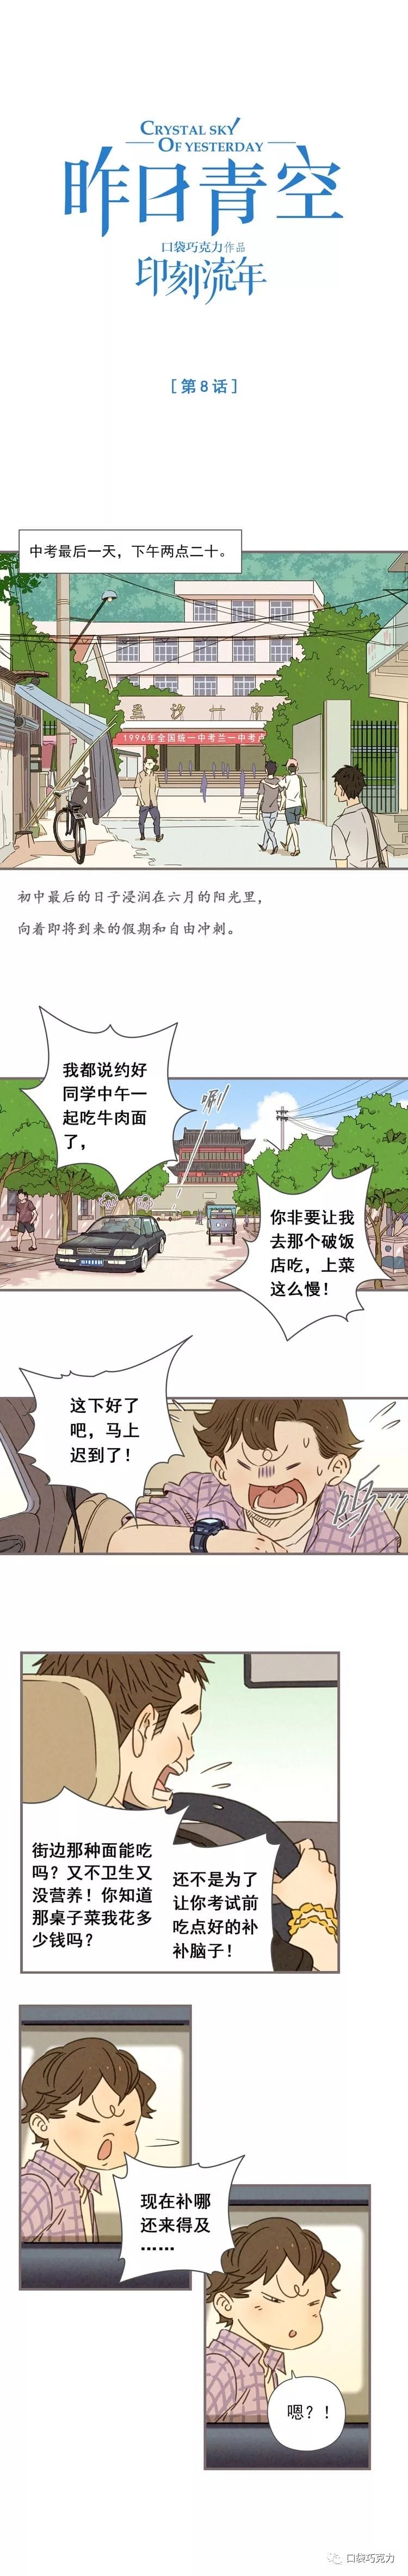 CRYSTAL SKY
OF YESTERDAY
昨日青空
口袋巧克力作品
印刻流年
[第8话]
中考最后一天，下午两点二十。
兰沙一中
1996年全国统一中考兰一中考点
初中最后的日子浸润在六月的阳光里，
向着即将到来的假期和自由冲刺。
我都说约好
同学中午一
起吃牛肉面
了，
唰
你非要让我
去那个破饭
店吃，上菜
这么慢！
这下好了
吧，马上
迟到了！
呜
街边那种面能吃
吗？又不卫生又
没营养！你知道
那桌子菜我花多
少钱吗？
还不是为了
让你考试前
吃点好的补
补脑子！
现在补哪
还来得及
……
嗯？！
口袋巧克力